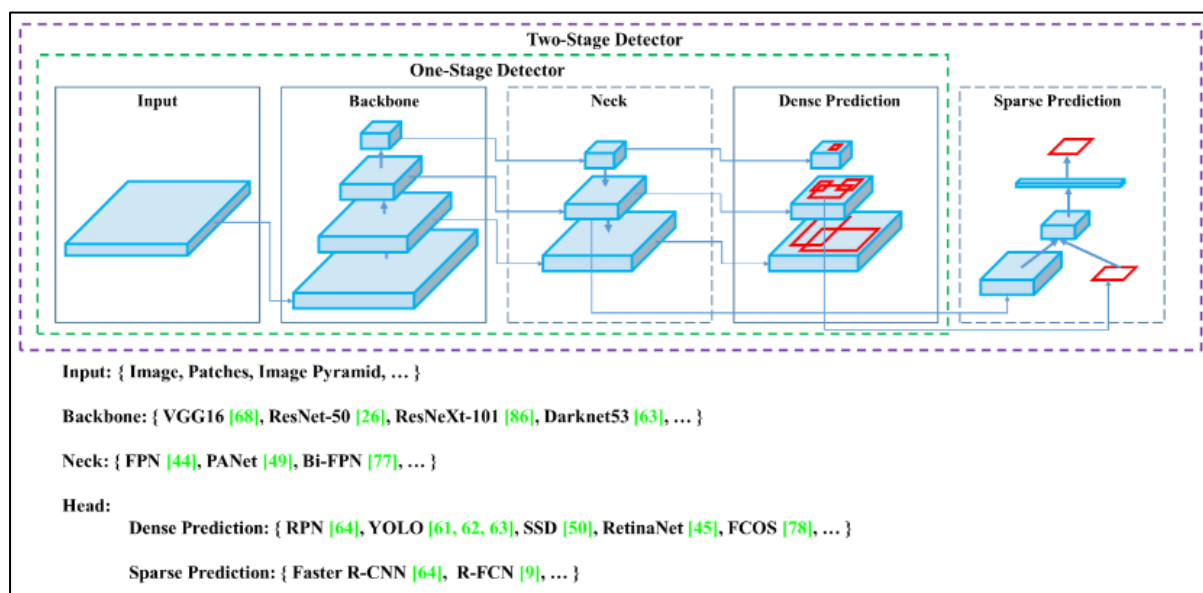 Two-Stage Detector
One-Stage Detector
Input
Backbone
Neck
Dense Prediction
Sparse Prediction
Input: { Image, Patches, Image Pyramid, … }
Backbone: { VGG16 [68], ResNet-50 [26], ResNeXt-101 [86], Darknet53 [63], … }
Neck: { FPN [44], PANet [49], Bi-FPN [77], … }
Head:
Dense Prediction: { RPN [64], YOLO [61, 62, 63], SSD [50], RetinaNet [45], FCOS [78], … }
Sparse Prediction: { Faster R-CNN [64], R-FCN [9], … }